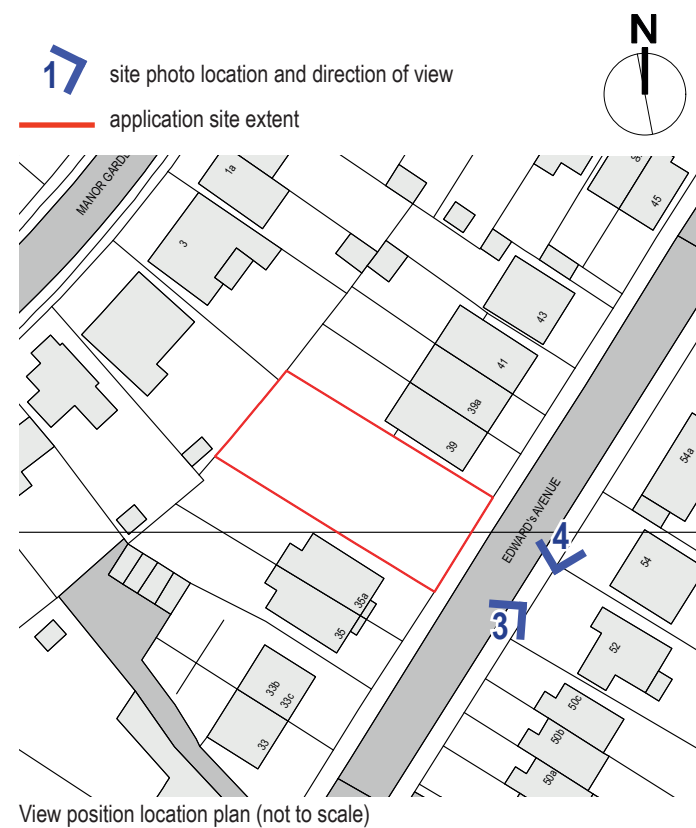 N
1 site photo location and direction of view
application site extent
MANOR GARDE
1a
3
45
43
41
39a
39
54a
EDWARD's AVENUE
4
54
3
35a
35
52
33b
33c
33
50c
50b
50a
View position location plan (not to scale)